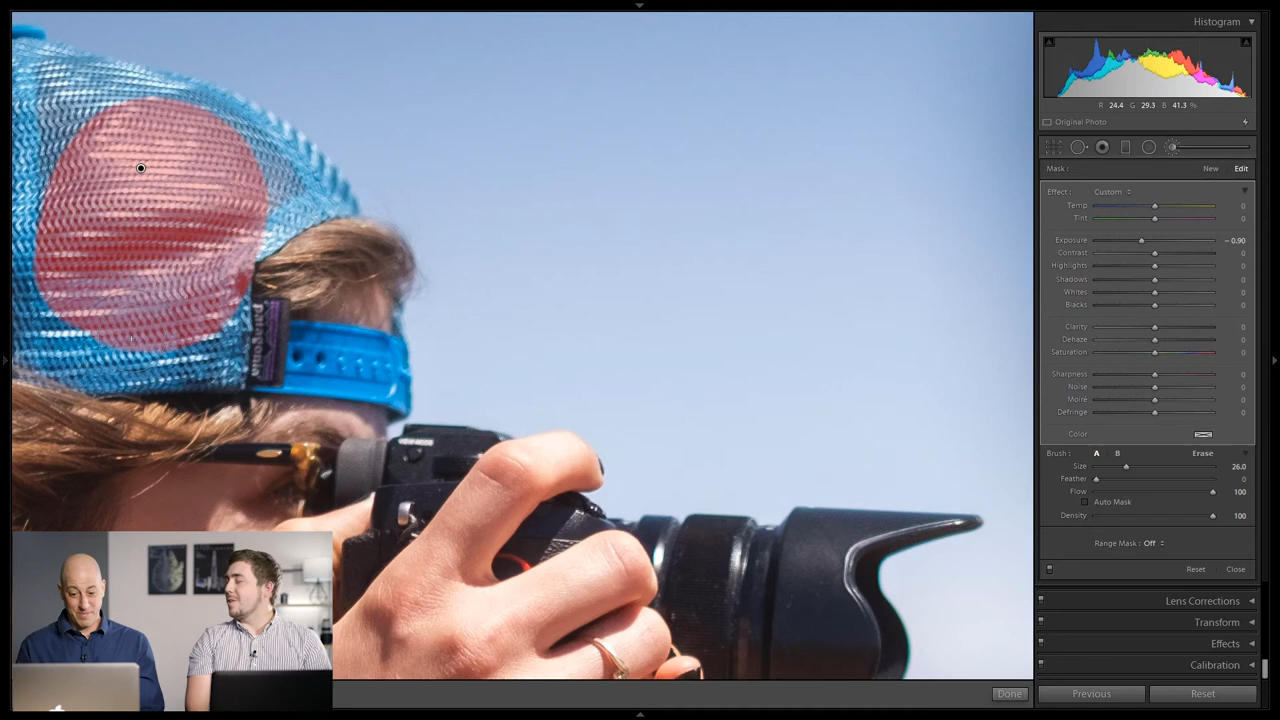 Histogram
R 24.4 G 29.3 B 41.3 %
Original Photo
Mask : New Edit
Effect : Custom
Temp 0
Tint 0
Exposure – 0.90
Contrast 0
Highlights 0
Shadows 0
Whites 0
Blacks 0
Clarity 0
Dehaze 0
Saturation 0
Sharpness 0
Noise 0
Moiré 0
Defringe 0
Color
Brush : A B Erase
Size 26.0
Feather 0
Flow 100
Auto Mask
Density 100
Range Mask : Off
Reset Close
Lens Corrections
Transform
Effects
Calibration
Done
Previous Reset
patagonia